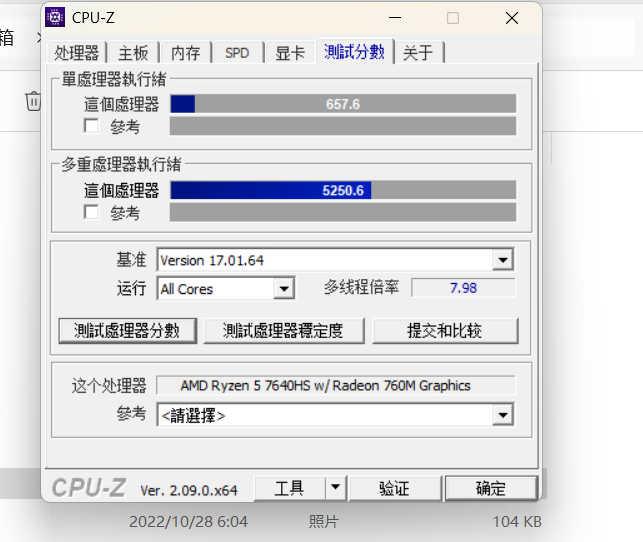 CPU-Z
箱
处理器 主板 内存 SPD 显卡 測試分數 关于
單處理器執行緒
這個處理器 657.6
參考
多重處理器執行緒
這個處理器 5250.6
參考
基准 Version 17.01.64
运行 All Cores 多线程倍率 7.98
測試處理器分數 測試處理器穩定度 提交和比较
这个处理器 AMD Ryzen 5 7640HS w/ Radeon 760M Graphics
參考 <請選擇>
CPU-Z Ver. 2.09.0.x64 工具 验证 确定
2022/10/28 6:04 照片 104 KB